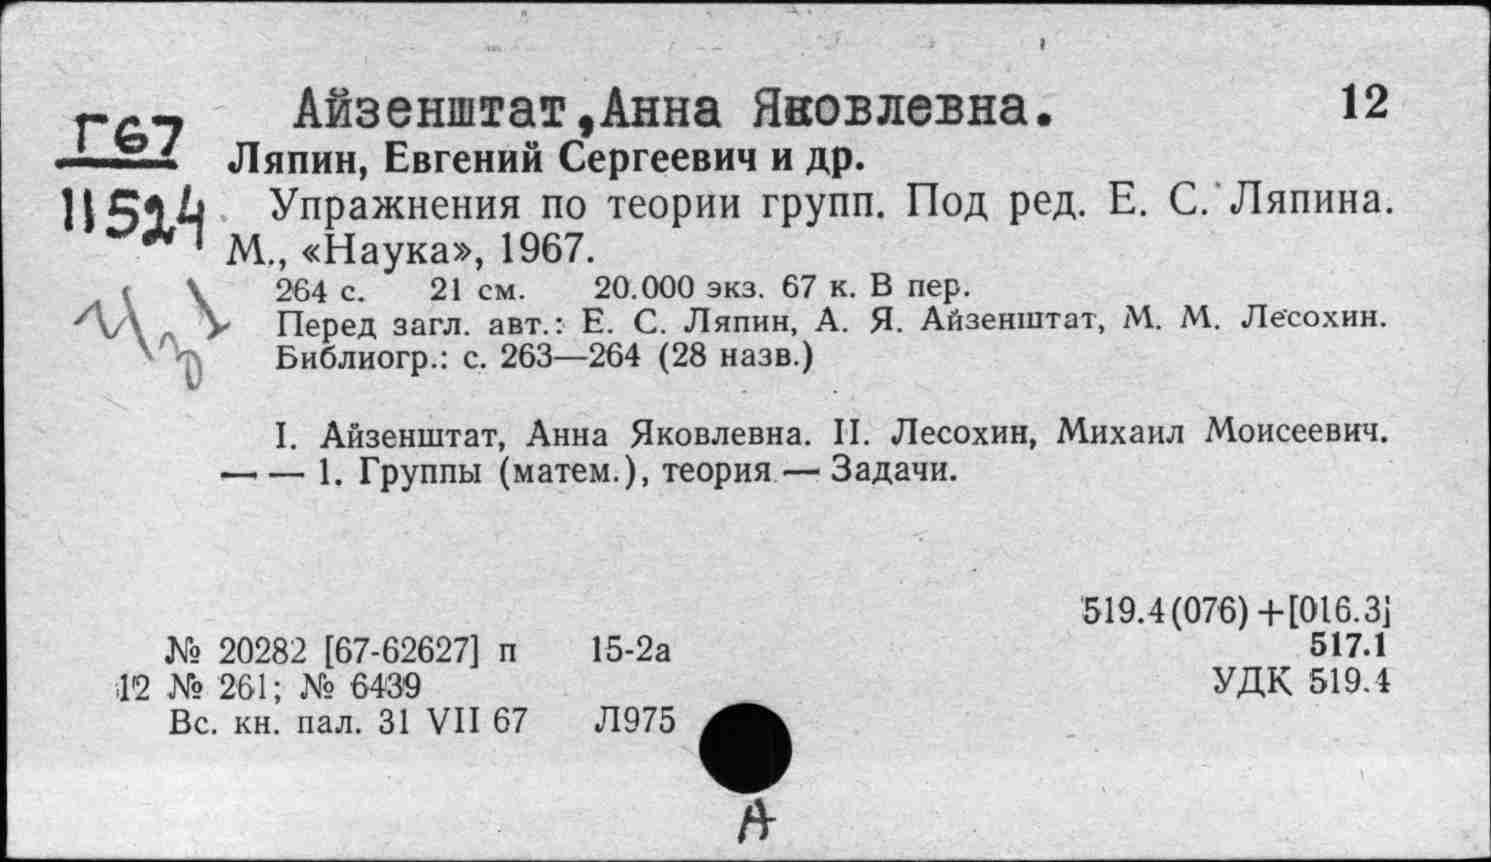 Айзенштат,Анна Яковлевна. 12
Г67
Ляпин, Евгений Сергеевич и др.
11524
Упражнения по теории групп. Под ред. Е. С. Ляпина.
М., «Наука», 1967.
264 с. 21 см. 20.000 экз. 67 к. В пер.
Перед загл. авт.: Е. С. Ляпин, А. Я. Айзенштат, М. М. Лесохин.
Библиогр.: с. 263—264 (28 назв.)
I. Айзенштат, Анна Яковлевна. II. Лесохин, Михаил Моисеевич.
— — 1. Группы (матем.), теория — Задачи.
519.4(076)+[016.3]
№ 20282 [67-62627] п 15-2а 517.1
12 № 261; № 6439 УДК 519.4
Вс. кн. пал. 31 VII 67 Л975
А